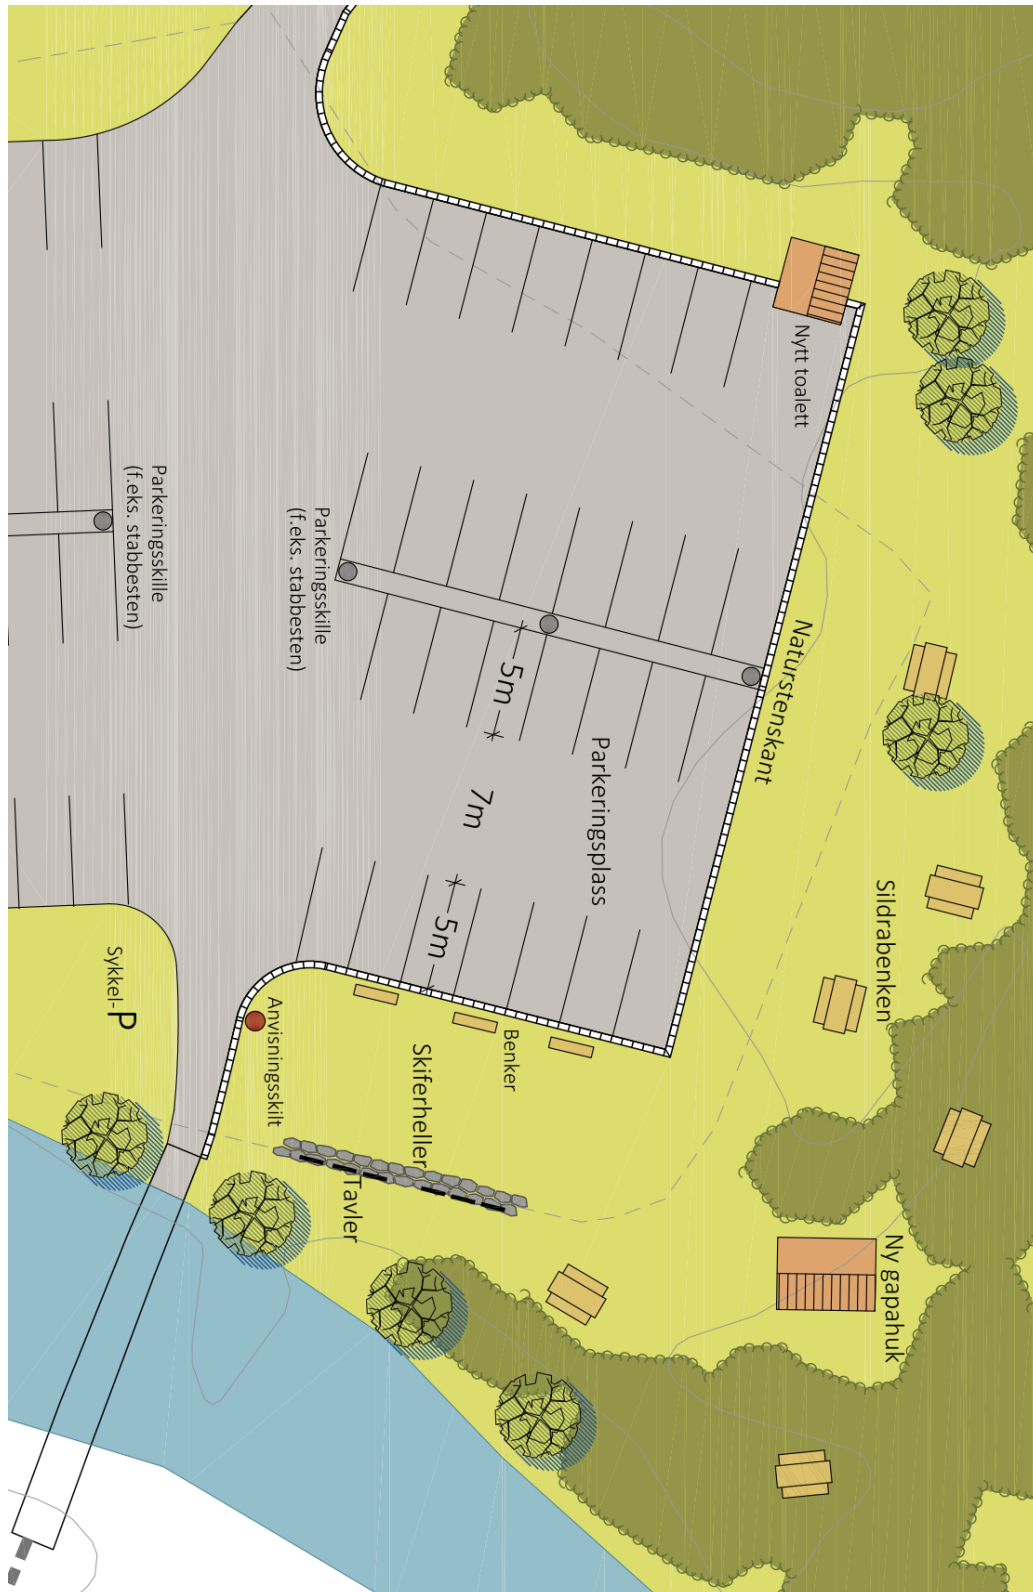 Nytt toalett
Parkeringsskille
(f.eks. stabbesten)
Parkeringsskille
(f.eks. stabbesten)
Naturstenskant
5m
7m
5m
Parkeringsplass
Sildrabenken
Sykkel-P
Anvisningsskilt
Benker
Skiferheller
Tavler
Ny gapahuk